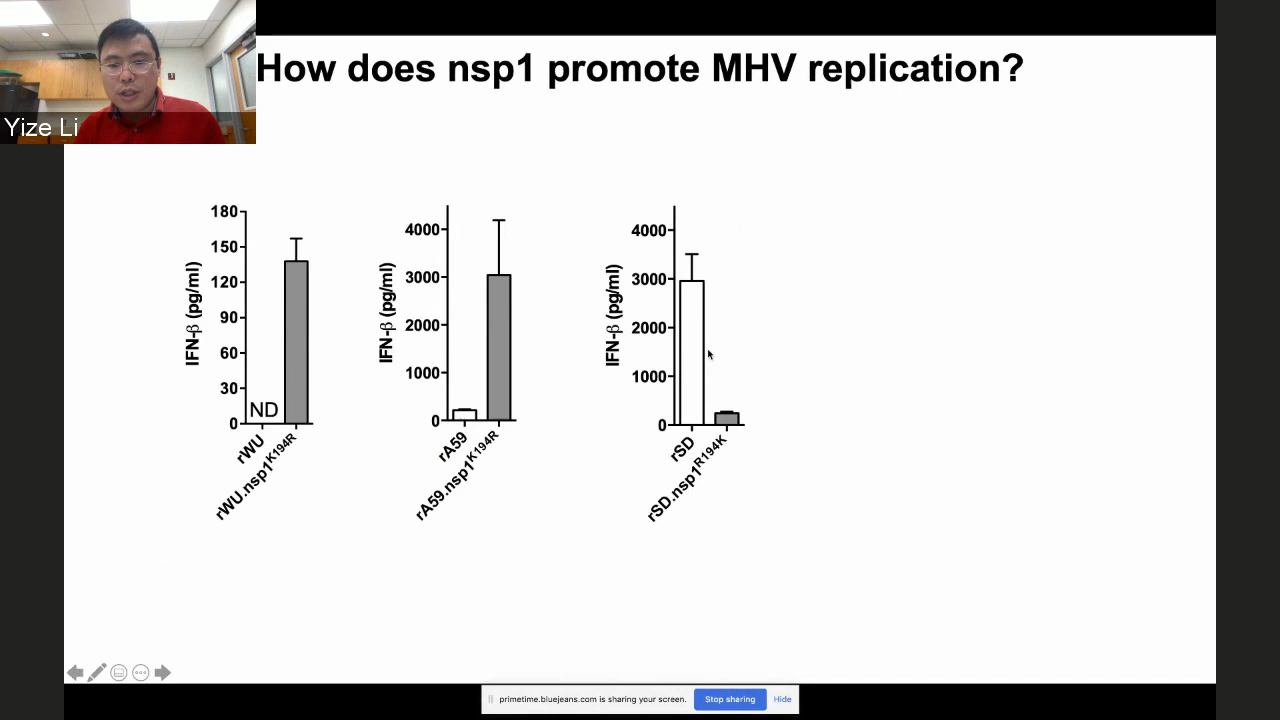 How does nsp1 promote MHV replication?
Yize Li
IFN-β (pg/ml)
180
150
120
90
60
30
0
ND
rWU
rWU.nsp1K194R
IFN-β (pg/ml)
4000
3000
2000
1000
0
rA59
rA59.nsp1K194R
IFN-β (pg/ml)
4000
3000
2000
1000
0
rSD
rSD.nsp1R194K
primetime.bluejeans.com is sharing your screen.
Stop sharing
Hide